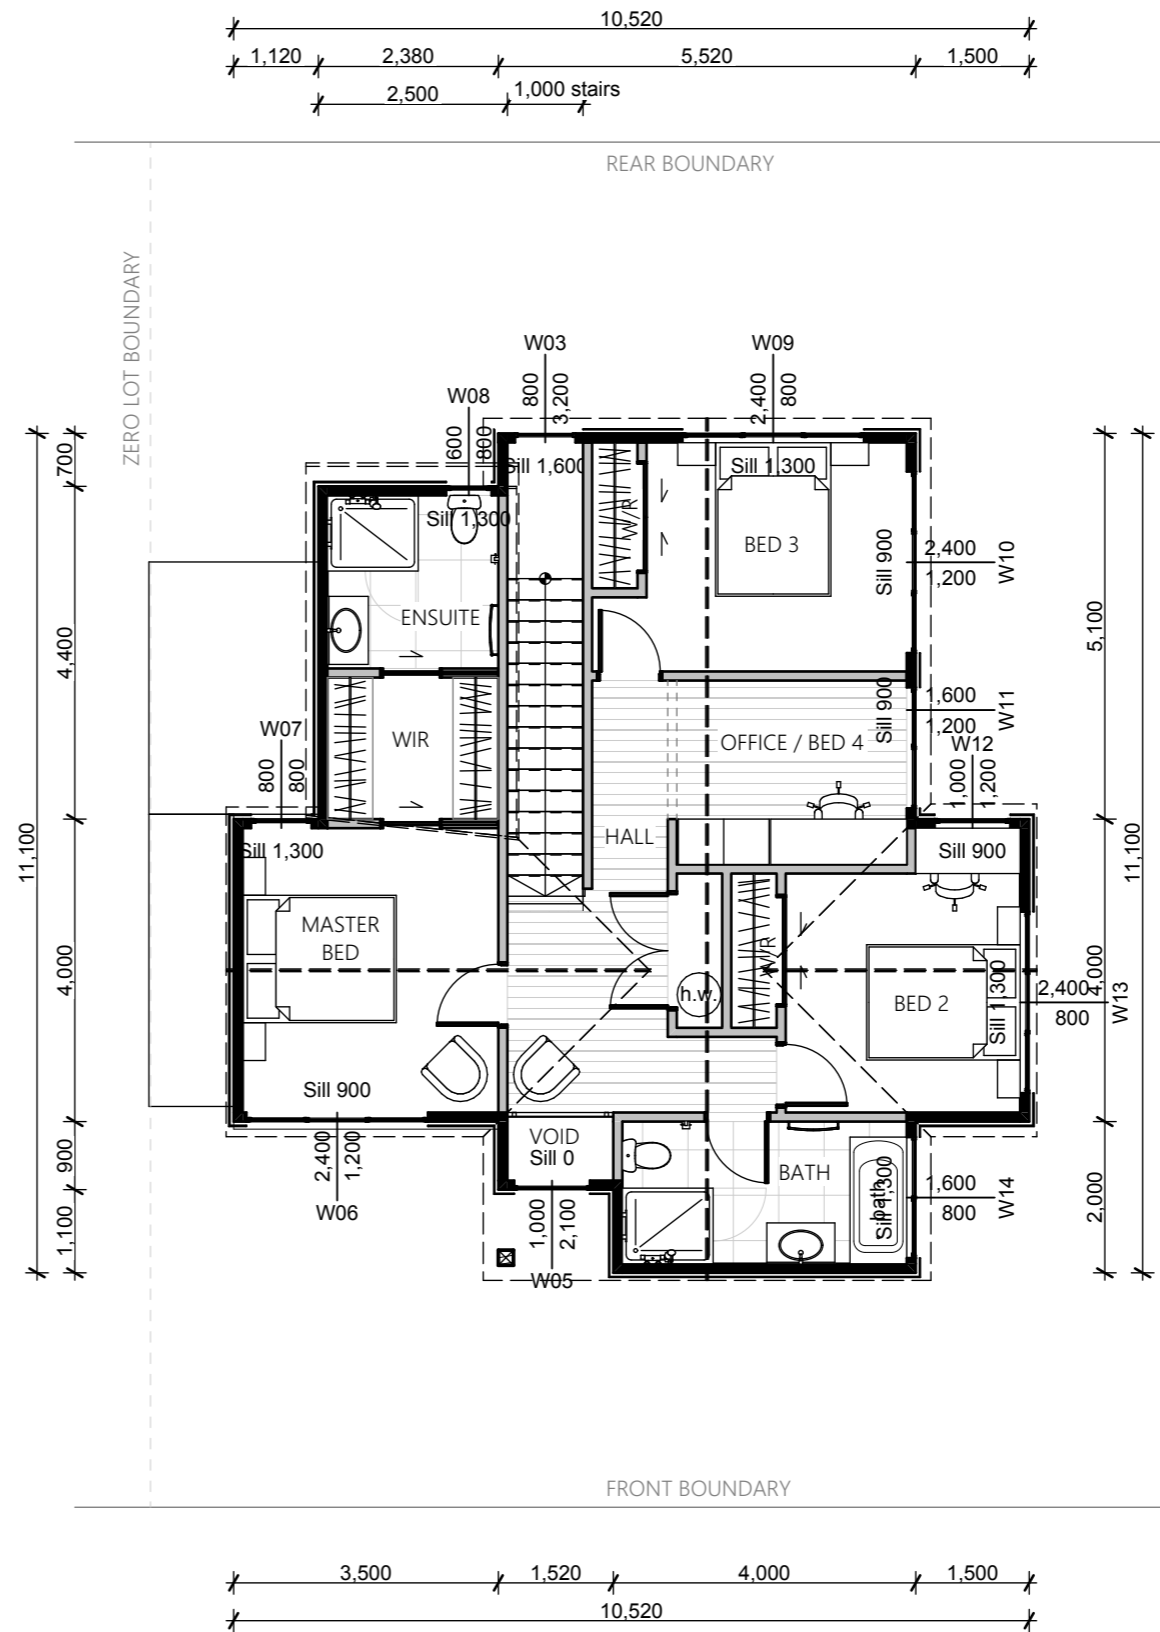 10,520
1,120 2,380 5,520 1,500
2,500 1,000 stairs
REAR BOUNDARY
ZERO LOT BOUNDARY
W03
800
3,200
W09
2,400
800
W08
600
800
Sill 1,600
Sill 1,300
Sill 1,300
W/R
BED 3
Sill 900
2,400
1,200
W10
ENSUITE
700
4,400
11,100
4,000
900
1,100
5,100
11,100
4,000
2,000
WIR
W07
800
800
Sill 900
1,600
1,200
W11
OFFICE / BED 4
W12
1,000
1,200
HALL
Sill 1,300
Sill 900
MASTER
BED
W/R
h.w.
BED 2
Sill 1,300
2,400
800
W13
Sill 900
VOID
Sill 0
BATH
bath
Sill 1,300
1,600
800
W14
2,400
1,200
W06
1,000
2,100
W05
FRONT BOUNDARY
3,500 1,520 4,000 1,500
10,520